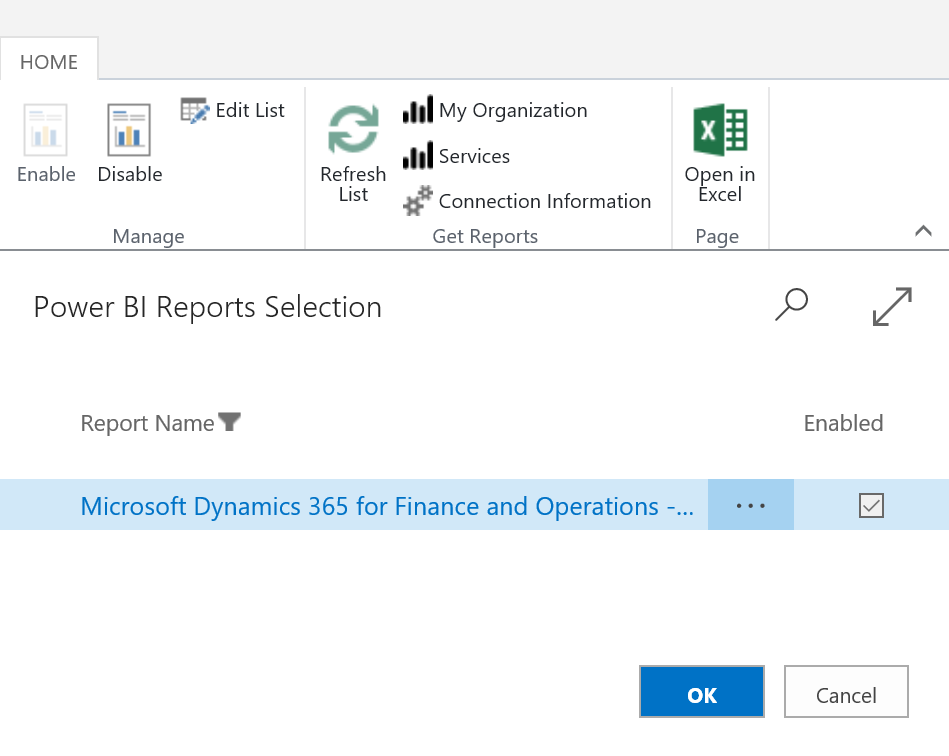 HOME
Enable
Disable
Edit List
Manage
Refresh
List
My Organization
Services
Connection Information
Get Reports
Open in
Excel
Page
Power BI Reports Selection
Report Name
Enabled
Microsoft Dynamics 365 for Finance and Operations -...
OK
Cancel